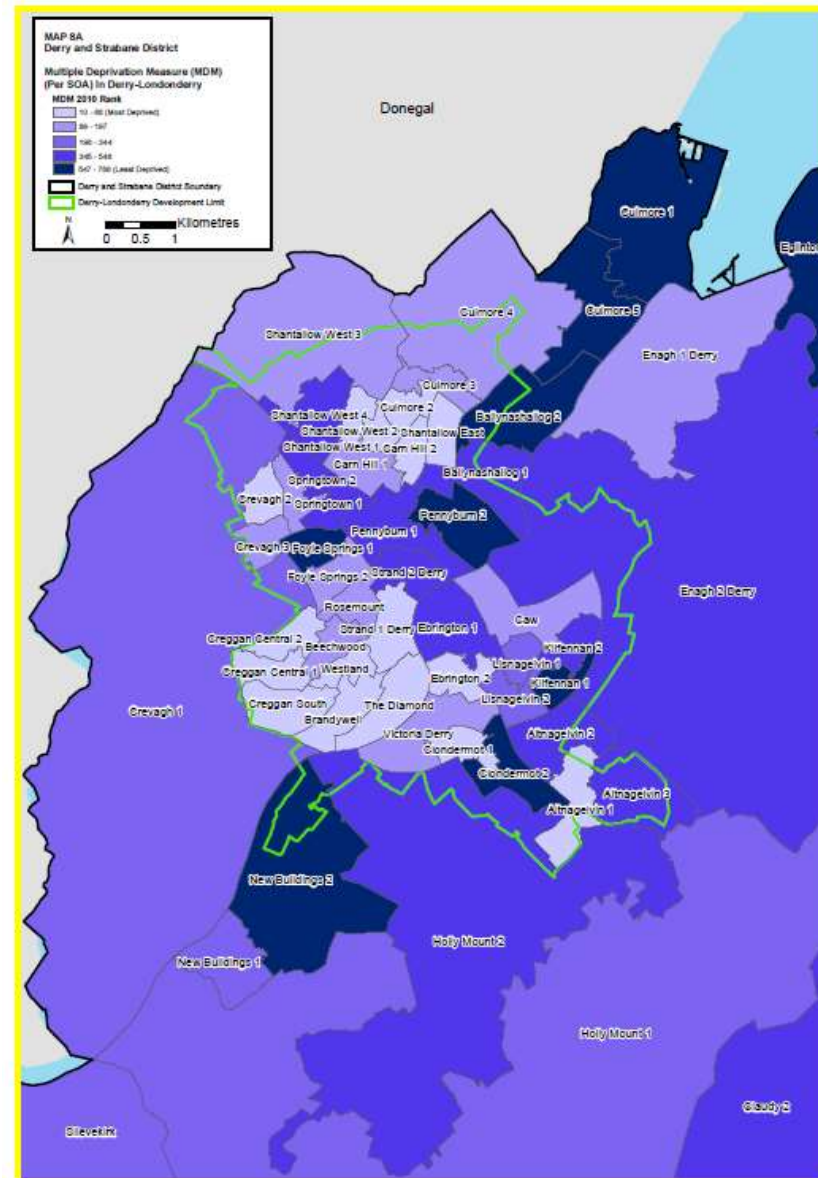 MAP 8A
Derry and Strabane District
Multiple Deprivation Measure (MDM)
(Per SOA) In Derry-Londonderry
MDM 2010 Rank
(Most Deprived)
(Least Deprived)
Derry and Strabane District Boundary
Derry-Londonderry Development Limit
N
Kilometres
0 0.5 1
Donegal
Culmore 1
Eglinton
Culmore 4
Culmore 5
Shantallow West 3
Enagh 1 Derry
Culmore 3
Culmore 2
Ballynashallog 2
Shantallow West 4
Shantallow West 2
Shantallow East
Shantallow West 1
Carn Hill 2
Carn Hill 1
Ballynashallog 1
Springtown 2
Crevagh 2
Springtown 1
Pennyburn 2
Pennyburn 1
Crevagh 3
Foyle Springs 1
Foyle Springs 2
Strand 2 Derry
Enagh 2 Derry
Rosemount
Caw
Strand 1 Derry
Ebrington 1
Creggan Central 2
Beechwood
Kilfennan 2
Lisnagelvin 1
Creggan Central 1
Westland
Ebrington 2
Kilfennan 1
Creggan South
The Diamond
Lisnagelvin 2
Crevagh 1
Brandywell
Victoria Derry
Altnagelvin 2
Clondermot 1
Clondermot 2
Altnagelvin 3
Altnagelvin 1
New Buildings 2
Holly Mount 2
New Buildings 1
Holly Mount 1
Claudy 2
Slievekirk